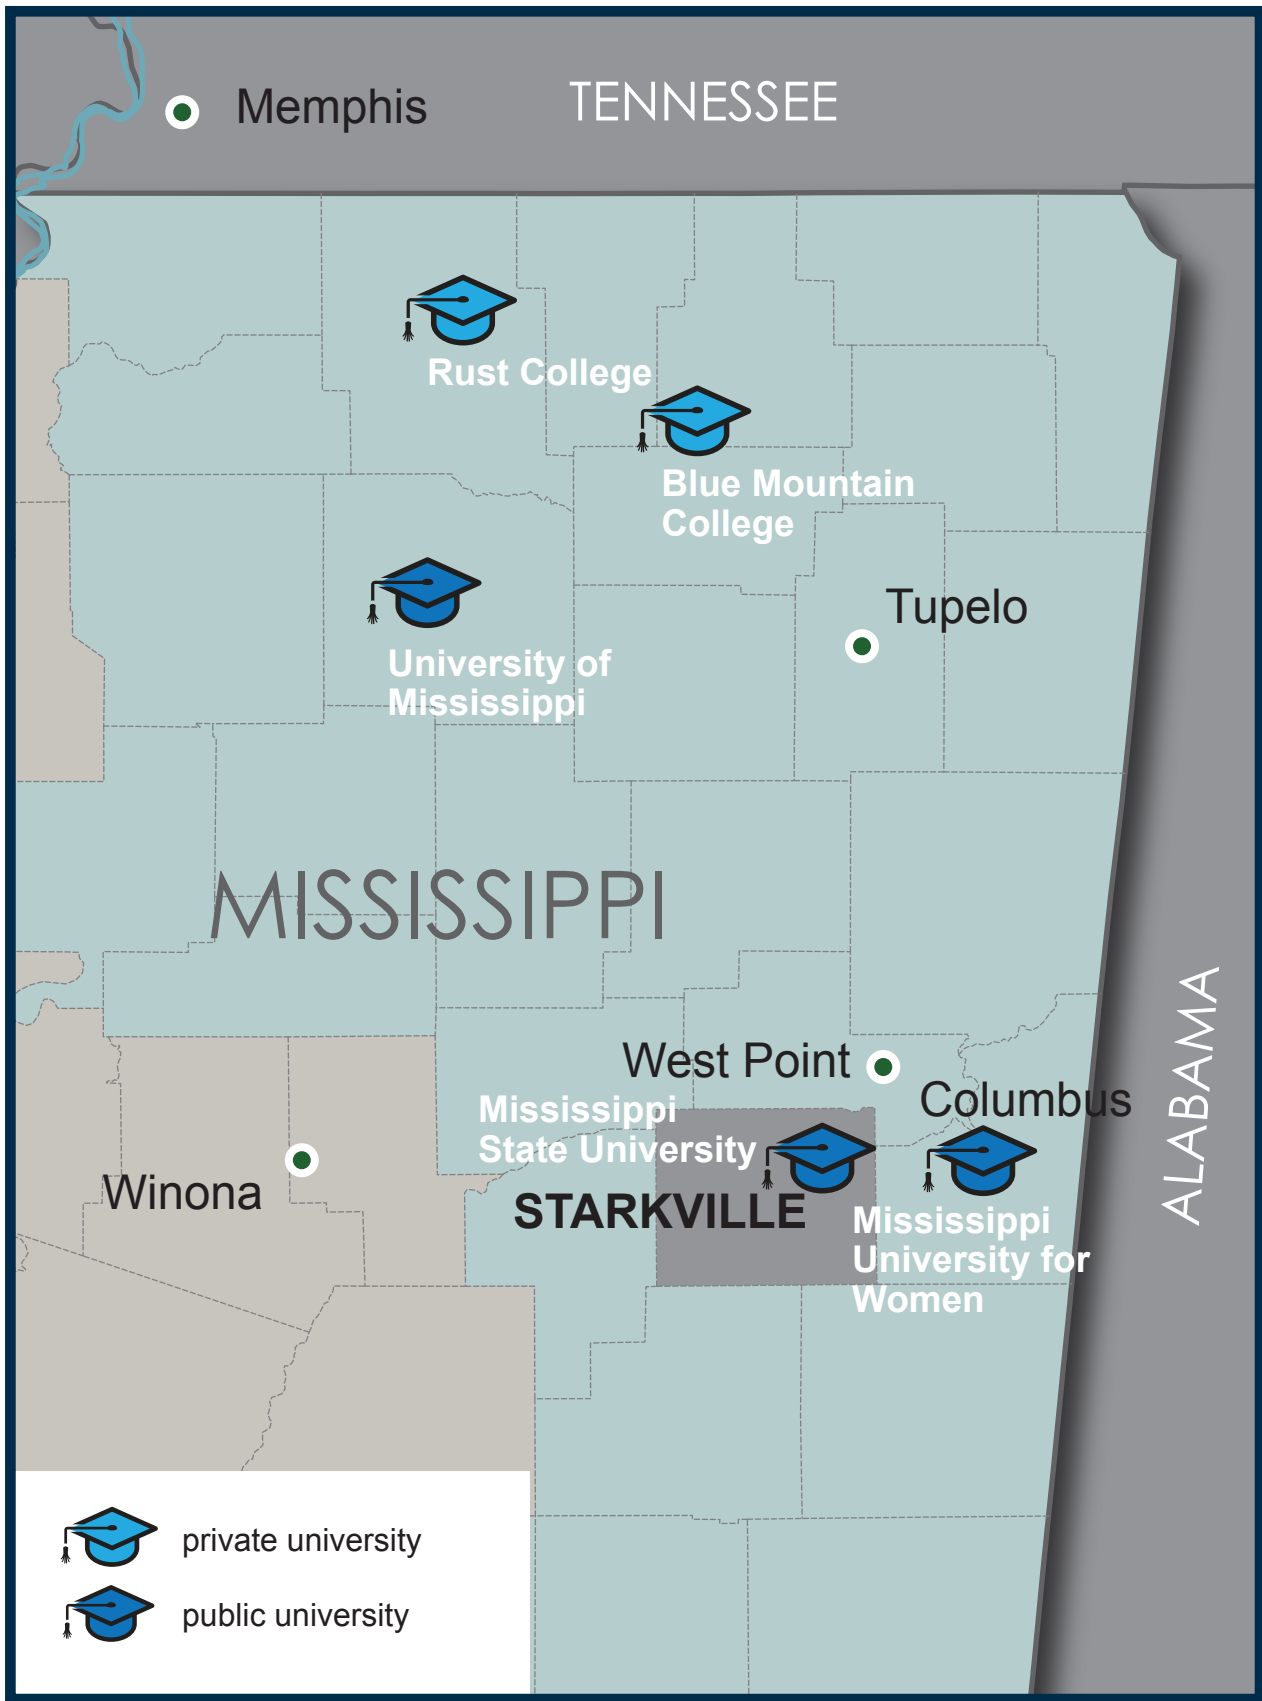 Memphis
TENNESSEE
Rust College
Blue Mountain
College
Tupelo
University of
Mississippi
MISSISSIPPI
ALABAMA
West Point
Columbus
Mississippi
State University
Winona
STARKVILLE
Mississippi
University for
Women
private university
public university